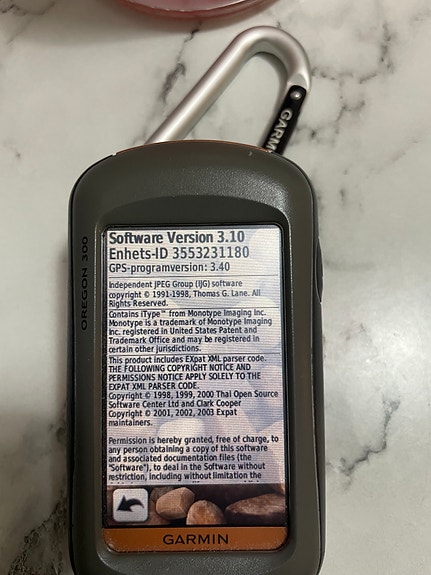 GARM
OREGON 300
Software Version 3.10
Enhets-ID 3553231180
GPS-programversion: 3.40
Independent JPEG Group (IJG) software
copyright © 1991-1998, Thomas G. Lane. All
Rights Reserved.
Contains iType™ from Monotype Imaging Inc.
Monotype is a trademark of Monotype Imaging
Inc. registered in United States Patent and
Trademark Office and may be registered in
certain other jurisdictions.
This product includes EXpat XML parser code.
THE FOLLOWING COPYRIGHT NOTICE AND
PERMISSIONS NOTICE APPLY SOLELY TO THE
EXPAT XML PARSER CODE.
Copyright © 1998, 1999, 2000 Thai Open Source
Software Center Ltd and Clark Cooper
Copyright © 2001, 2002, 2003 Expat
maintainers.
Permission is hereby granted, free of charge, to
any person obtaining a copy of this software
and associated documentation files (the
"Software"), to deal in the Software without
restriction, including without limitation the
GARMIN